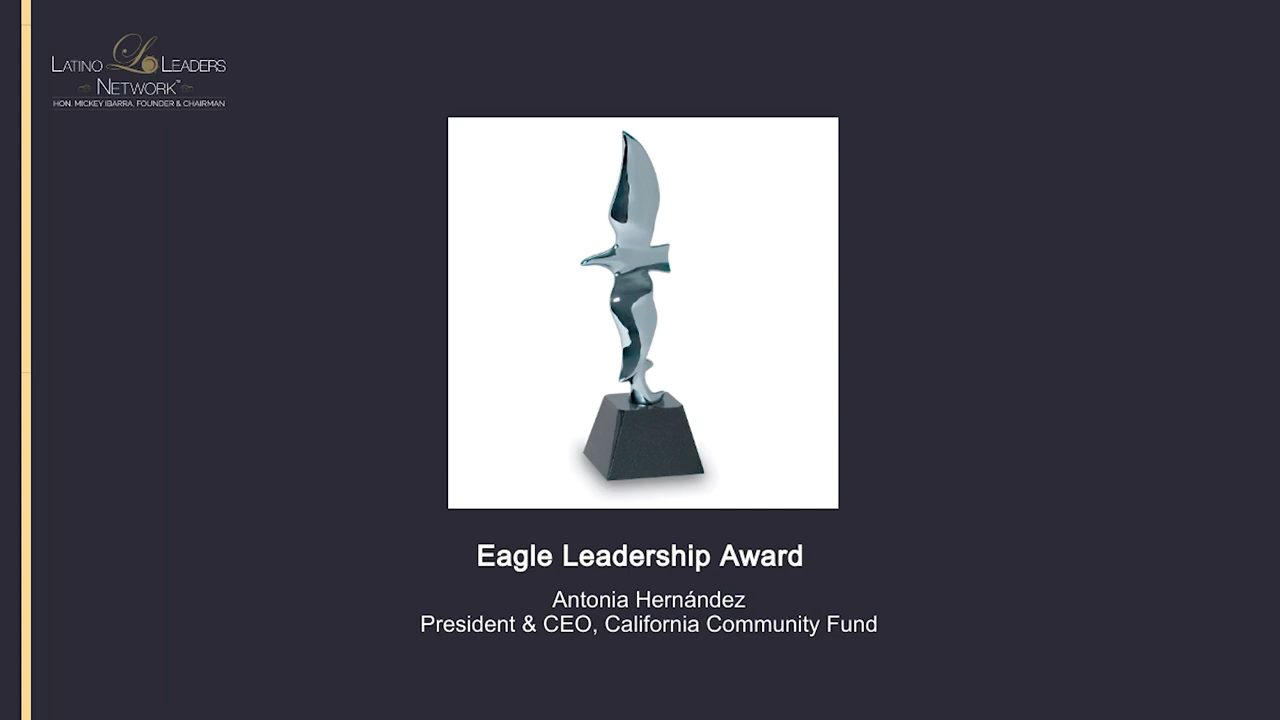 LATINO LEADERS
NETWORK™
HON. MICKEY IBARRA, FOUNDER & CHAIRMAN
Eagle Leadership Award
Antonia Hernández
President & CEO, California Community Fund